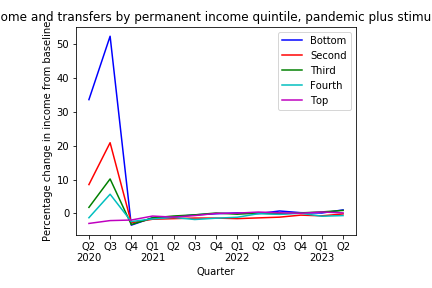 ome and transfers by permanent income quintile, pandemic plus stimu
Percentage change in income from baseline
50
40
30
20
10
0
Bottom
Second
Third
Fourth
Top
Q2 Q3 Q4 Q1 Q2 Q3 Q4 Q1 Q2 Q3 Q4 Q1 Q2
2020 2021 2022 2023
Quarter